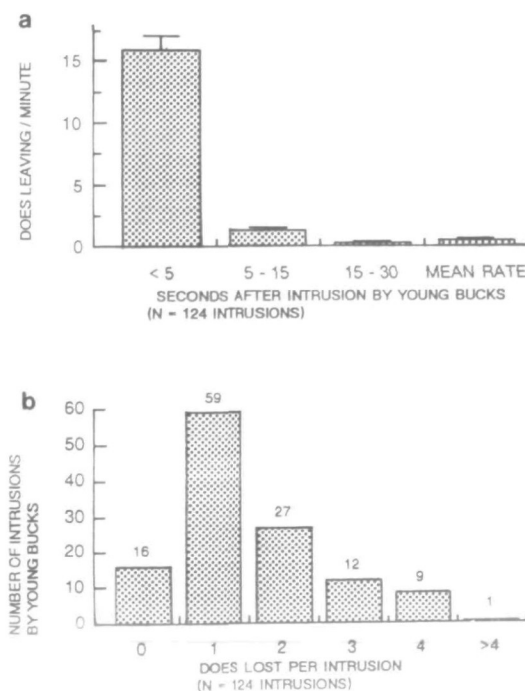 a
DOES LEAVING / MINUTE
15
10
5
0
< 5
5 - 15
15 - 30
MEAN RATE
SECONDS AFTER INTRUSION BY YOUNG BUCKS
(N = 124 INTRUSIONS)
b
NUMBER OF INTRUSIONS
BY YOUNG BUCKS
60
50
40
30
20
10
0
16
59
27
12
9
1
0
1
2
3
4
>4
DOES LOST PER INTRUSION
(N = 124 INTRUSIONS)